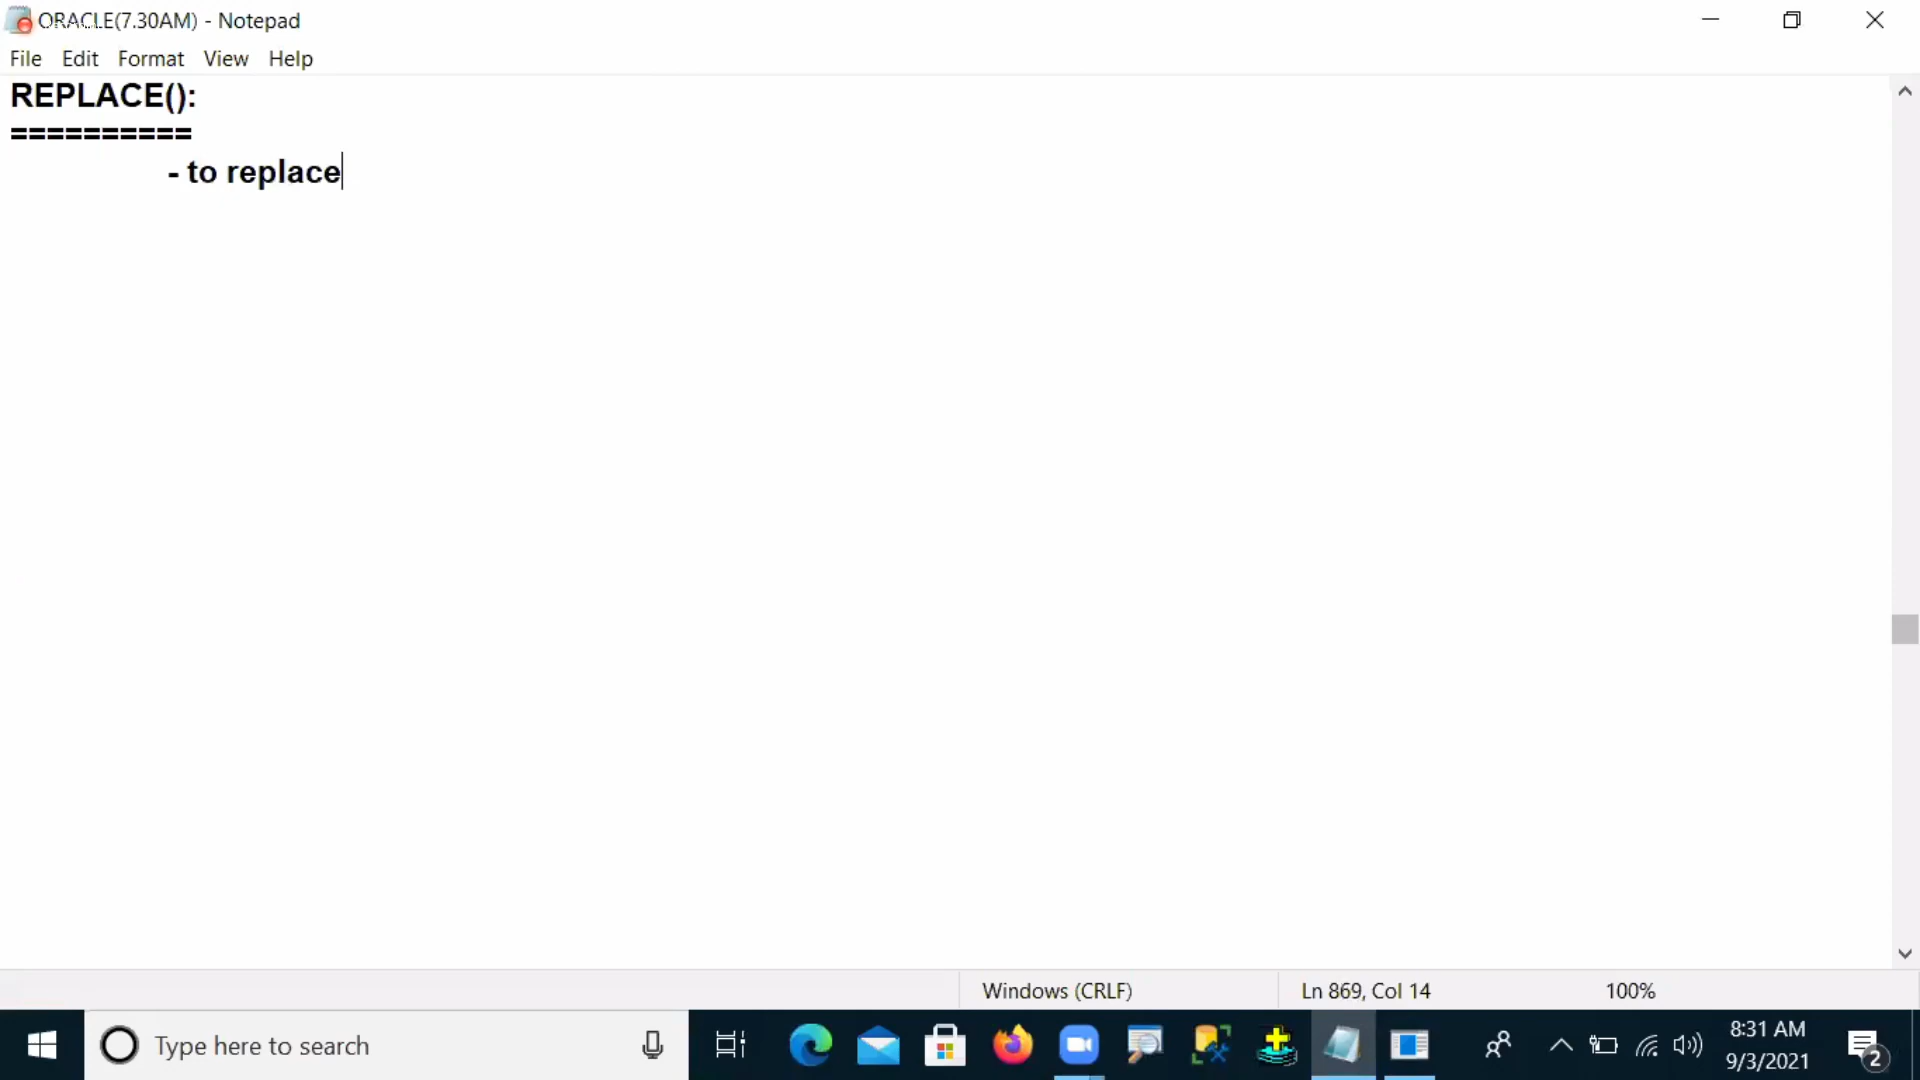 ORACLE(7.30AM) - Notepad
File Edit Format View Help
REPLACE():
==========
- to replace
Windows (CRLF) Ln 869, Col 14 100%
Type here to search
8:31 AM
9/3/2021
2